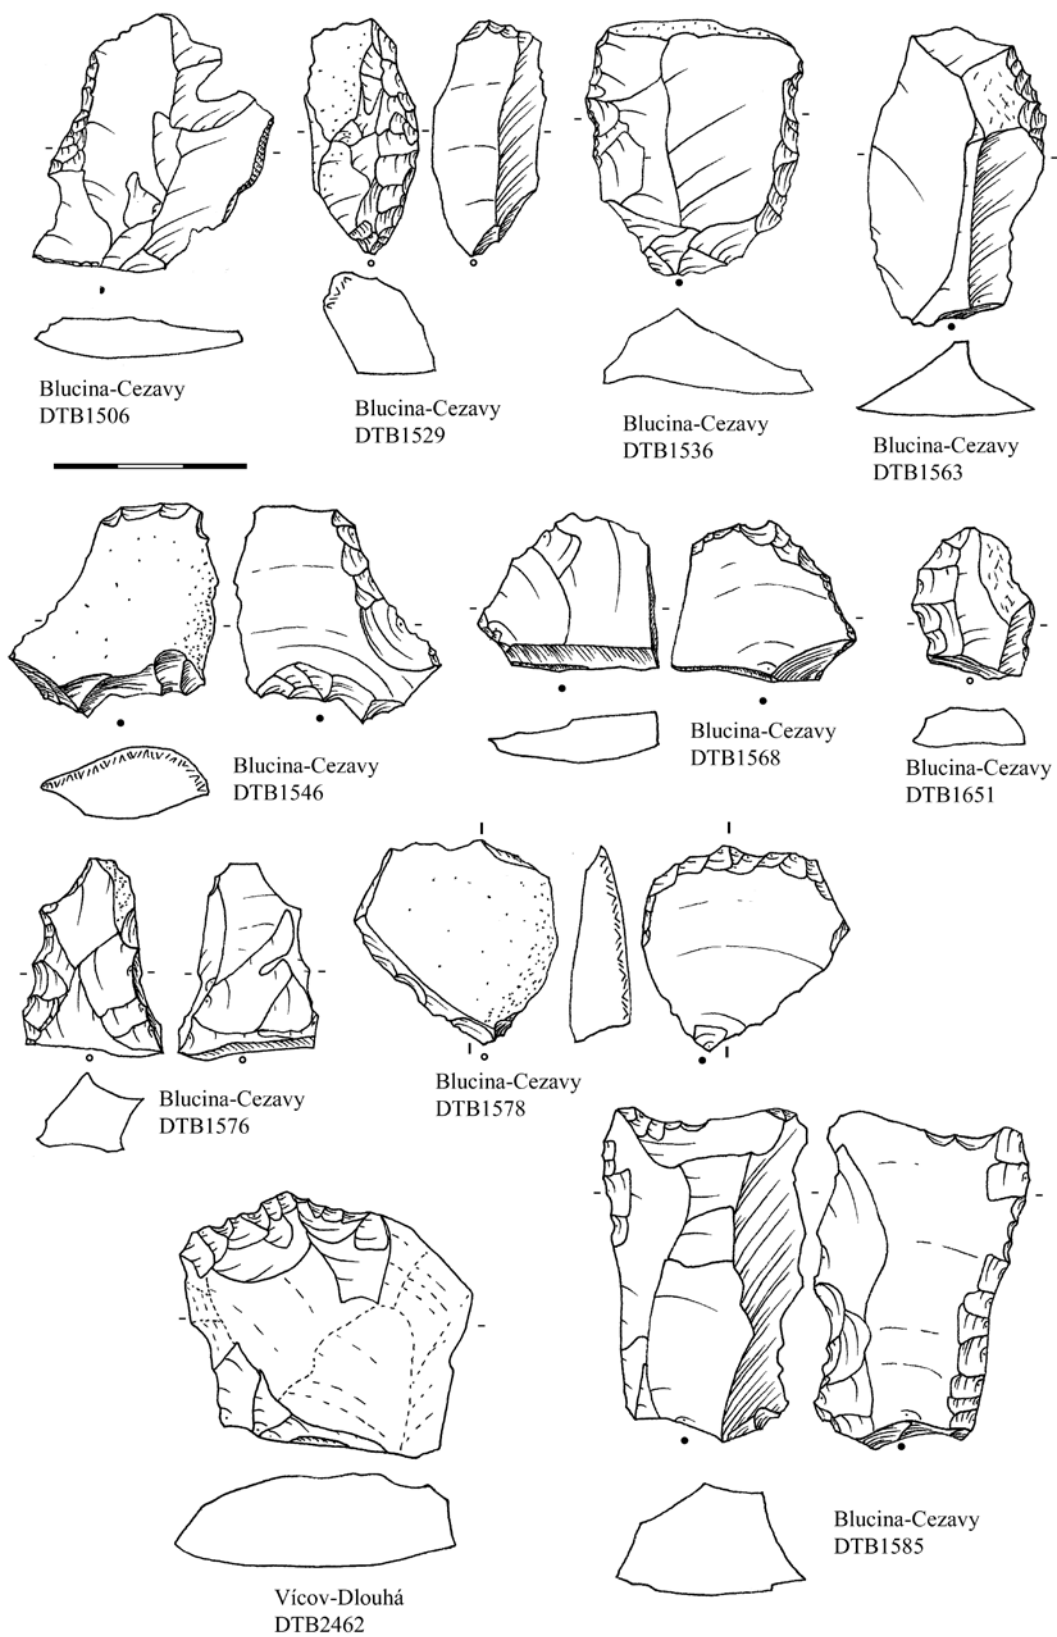 Blucina-Cezavy
DTB1506
Blucina-Cezavy
DTB1529
Blucina-Cezavy
DTB1536
Blucina-Cezavy
DTB1563
Blucina-Cezavy
DTB1546
Blucina-Cezavy
DTB1568
Blucina-Cezavy
DTB1651
Blucina-Cezavy
DTB1576
Blucina-Cezavy
DTB1578
Blucina-Cezavy
DTB1585
Vícov-Dlouhá
DTB2462